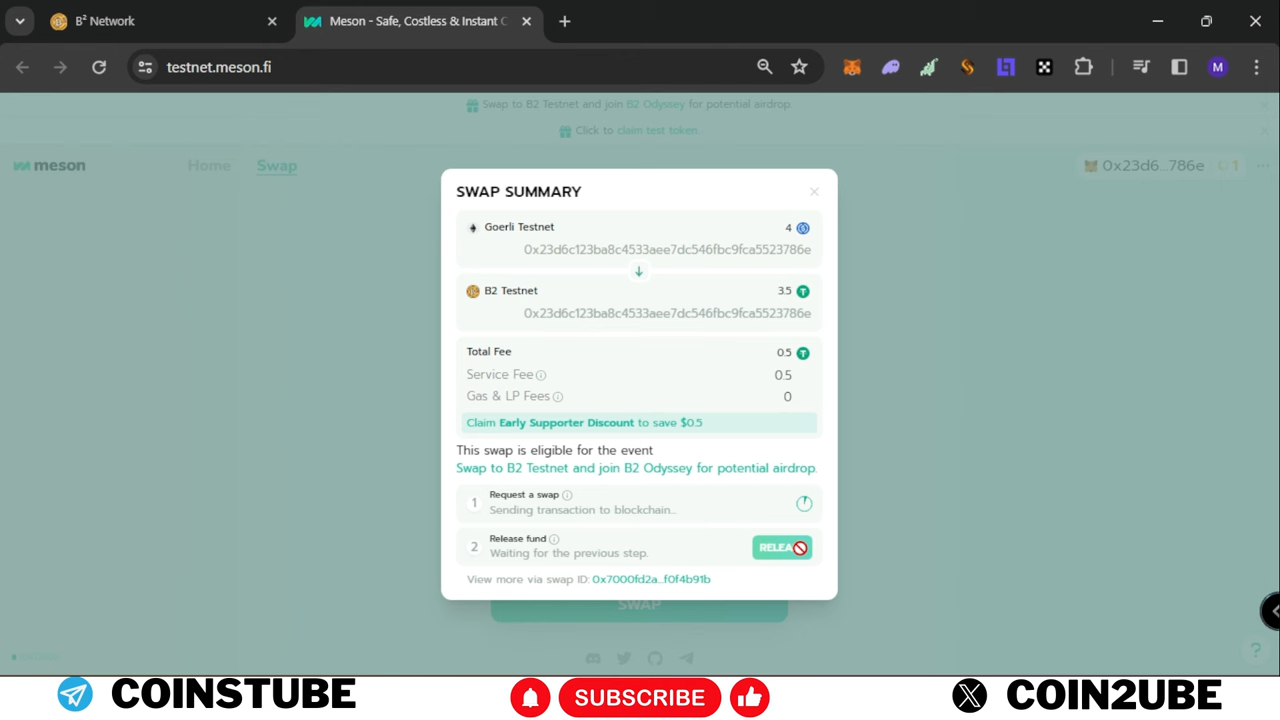 B² Network
Meson - Safe, Costless & Instant C
testnet.meson.fi
M
Swap to B2 Testnet and join B2 Odyssey for potential airdrop.
Click to claim test token.
meson
Home
Swap
0x23d6...786e
1
SWAP SUMMARY
Goerli Testnet
4
0x23d6c123ba8c4533aee7dc546fbc9fca5523786e
B2 Testnet
3.5
0x23d6c123ba8c4533aee7dc546fbc9fca5523786e
Total Fee
0.5
Service Fee
0.5
Gas & LP Fees
0
Claim Early Supporter Discount to save $0.5
This swap is eligible for the event
Swap to B2 Testnet and join B2 Odyssey for potential airdrop.
1
Request a swap
Sending transaction to blockchain...
2
Release fund
Waiting for the previous step.
RELEA
View more via swap ID: 0x7000fd2a...f0f4b91b
SWAP
?
COINSTUBE
SUBSCRIBE
COIN2UBE